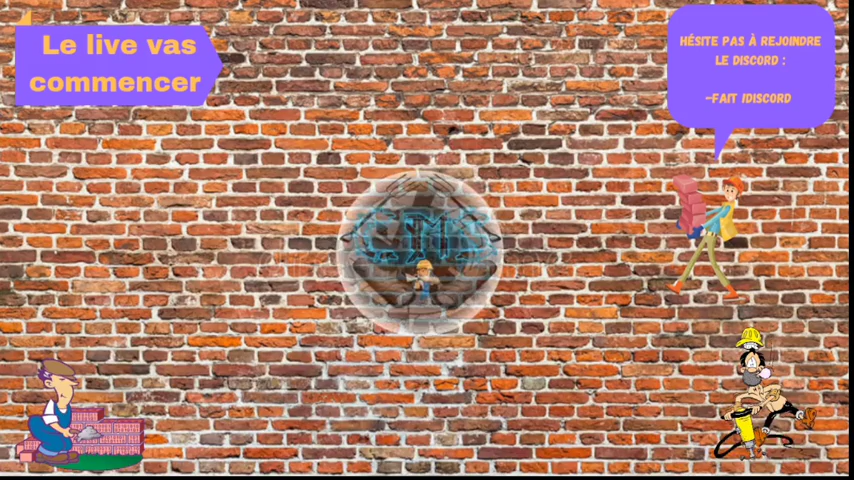 Le live vas
commencer
HÉSITE PAS À REJOINDRE
LE DISCORD :
-FAIT !DISCORD